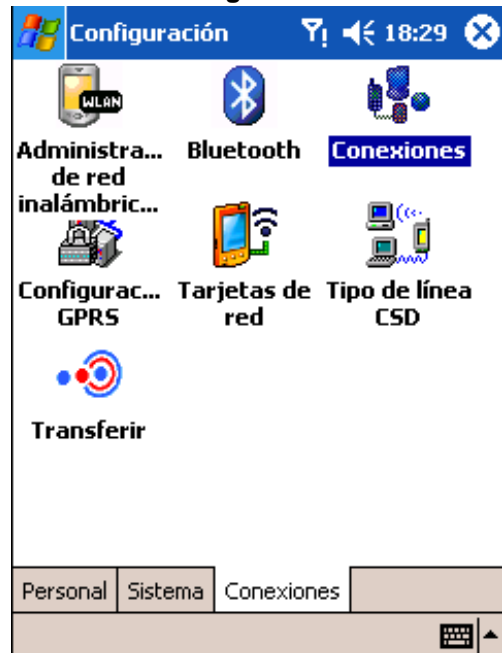 Configuración 18:29
WLAN
Administra... Bluetooth Conexiones
de red
inalámbric...
Configurac... Tarjetas de Tipo de línea
GPRS red CSD
Transferir
Personal Sistema Conexiones